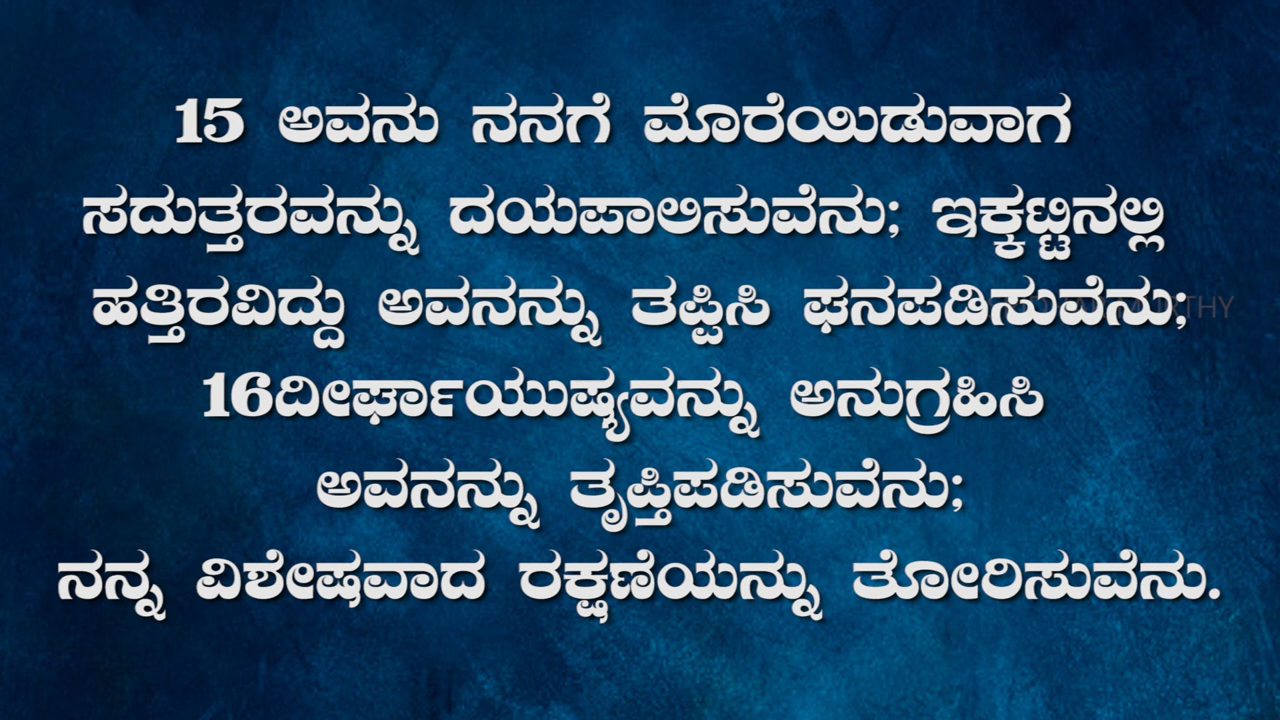 15 ಅವನು ನನಗೆ ಮೊರೆಯಿಡುವಾಗ
ಸದುತ್ತರವನ್ನು ದಯಪಾಲಿಸುವೆನು; ಇಕ್ಕಟ್ಟಿನಲ್ಲಿ
ಹತ್ತಿರವಿದ್ದು ಅವನನ್ನು ತಪ್ಪಿಸಿ ಘನಪಡಿಸುವೆನು;
16ದೀರ್ಘಾಯುಷ್ಯವನ್ನು ಅನುಗ್ರಹಿಸಿ
ಅವನನ್ನು ತೃಪ್ತಿಪಡಿಸುವೆನು;
ನನ್ನ ವಿಶೇಷವಾದ ರಕ್ಷಣೆಯನ್ನು ತೋರಿಸುವೆನು.